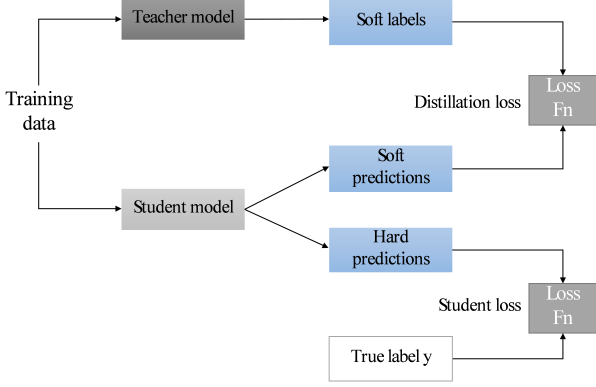 Teacher model
Soft labels
Training
data
Distillation loss
Loss
Fn
Soft
predictions
Student model
Hard
predictions
Student loss
Loss
Fn
True label y